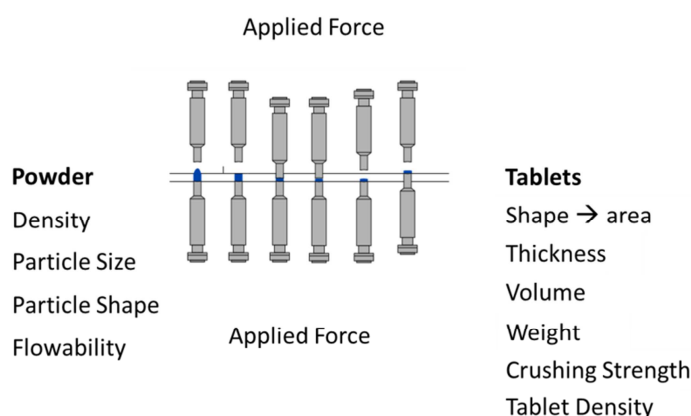 Applied Force
Powder
Density
Particle Size
Particle Shape
Flowability
Applied Force
Tablets
Shape → area
Thickness
Volume
Weight
Crushing Strength
Tablet Density